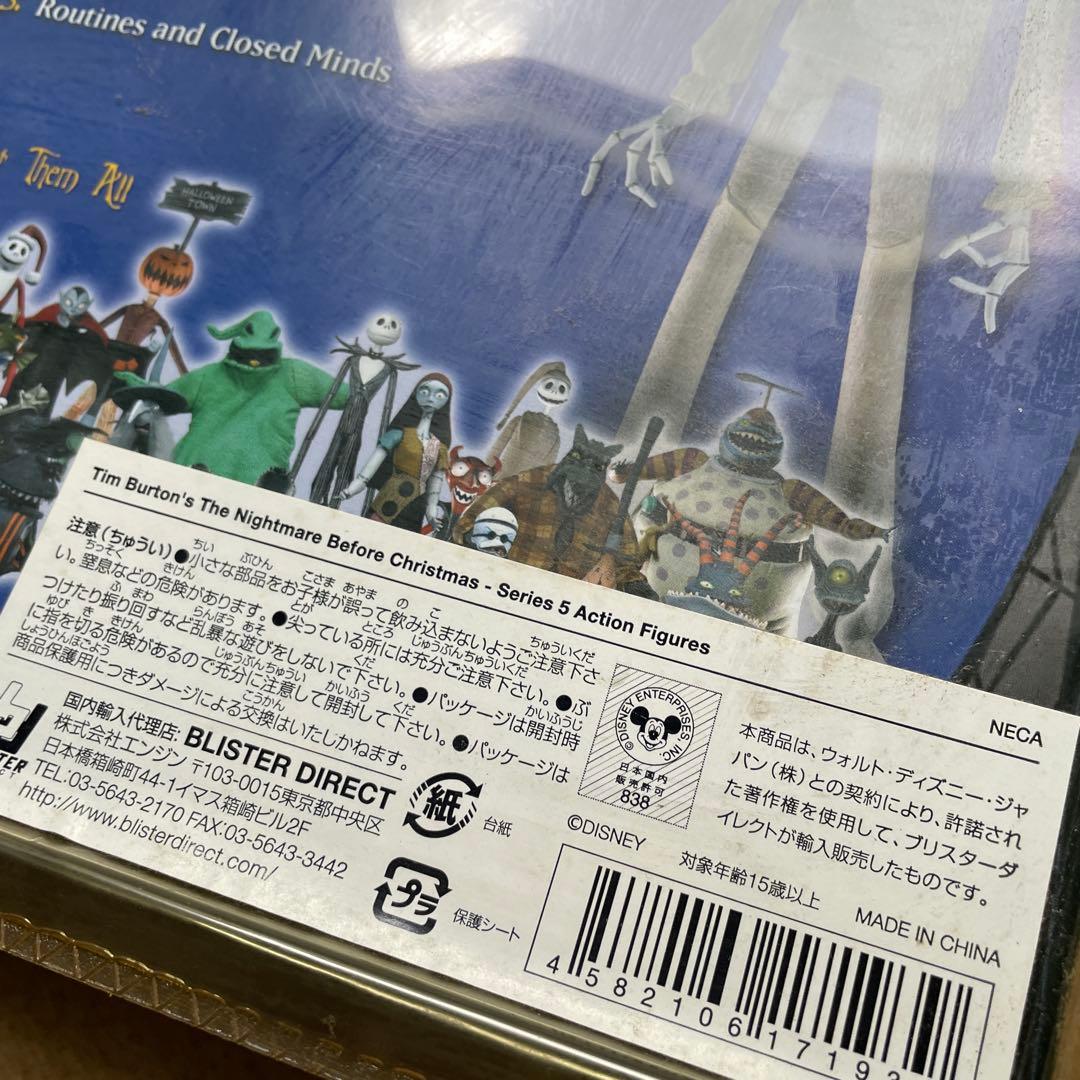 Routines and Closed Minds
Them All
HALLOWEEN
TOWN
Tim Burton's The Nightmare Before Christmas - Series 5 Action Figures
NECA
注意(ちゅうい)●小さな部品をお子様が誤って飲み込まないようご注意下さ
い。窒息などの危険があります。●尖っている所には充分ご注意下さい。●ぶ
つけたり振り回すなど乱暴な遊びをしないで下さい。●パッケージは開封時
に指を切る危険があるので充分に注意して開封して下さい。●パッケージは
商品保護用につきダメージによる交換はいたしかねます。
国内輸入代理店: BLISTER DIRECT
株式会社エンジン 〒103-0015東京都中央区
日本橋箱崎町44-1イマス箱崎ビル2F
TEL:03-5643-2170 FAX:03-5643-3442
http://www.blisterdirect.com/
紙
台紙
プラ
保護シート
©DISNEY ENTERPRISES INC.
日本国内
販売許可
838
©DISNEY
本商品は、ウォルト・ディズニー・ジャ
パン(株)との契約により、許諾され
た著作権を使用して、ブリスターダ
イレクトが輸入販売したものです。
対象年齢15歳以上
MADE IN CHINA
4 582106 17193